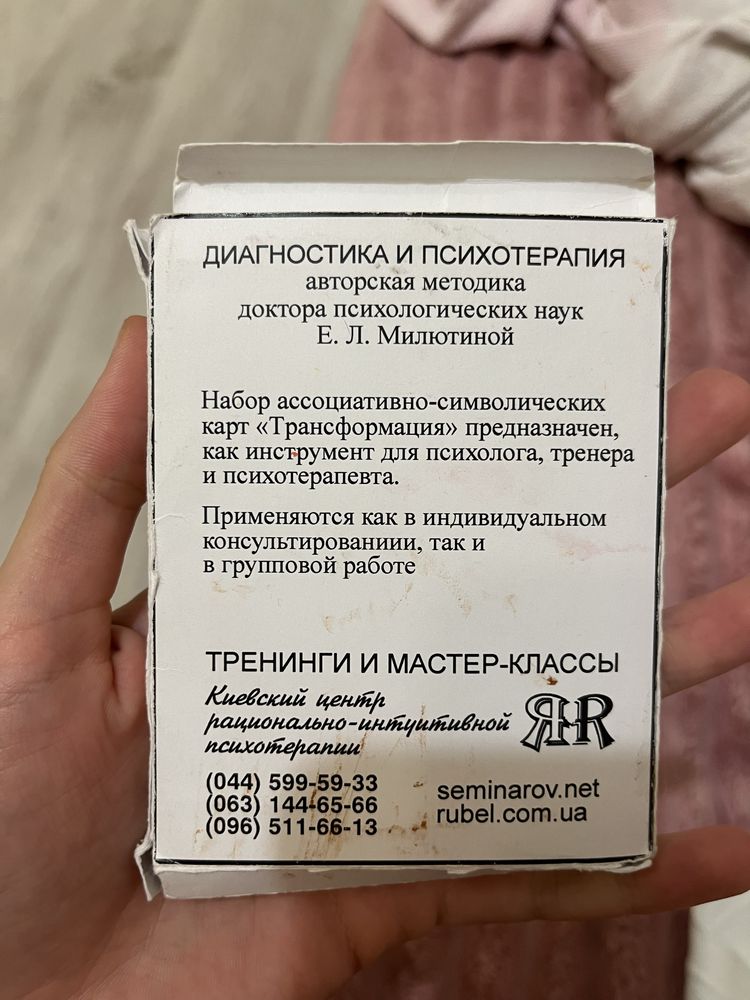 ДИАГНОСТИКА И ПСИХОТЕРАПИЯ
авторская методика
доктора психологических наук
Е. Л. Милютиной
Набор ассоциативно-символических
карт «Трансформация» предназначен,
как инструмент для психолога, тренера
и психотерапевта.
Применяются как в индивидуальном
консультированиии, так и
в групповой работе
ТРЕНИНГИ И МАСТЕР-КЛАССЫ
Киевский центр
рационально-интуитивной
психотерапии
(044) 599-59-33
(063) 144-65-66
(096) 511-66-13
seminarov.net
rubel.com.ua